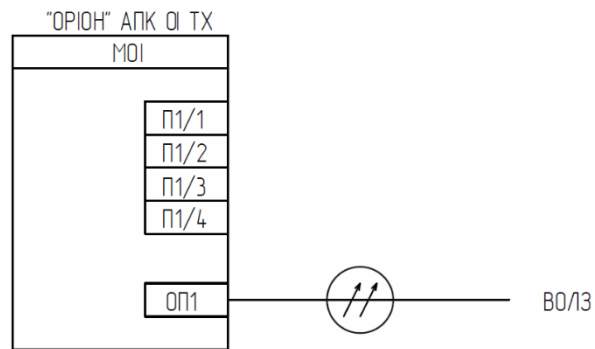 "ОРІОН" АПК ОІ ТХ
МОІ
П1/1
П1/2
П1/3
П1/4
ОП1
ВОЛЗ